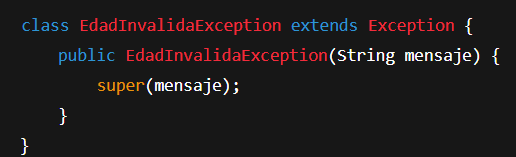 class EdadInvalidaException extends Exception {
    public EdadInvalidaException(String mensaje) {
        super(mensaje);
    }
}